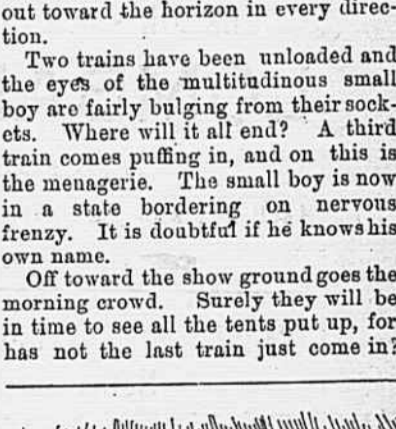 out toward the horizon in every direc-
tion.
Two trains have been unloaded and
the eyes of the multitudinous small
boy are fairly bulging from their sock-
ets. Where will it all end? A third
train comes puffing in, and on this is
the menagerie. The small boy is now
in a state bordering on nervous
frenzy. It is doubtful if he knows his
own name.
Off toward the show ground goes the
morning crowd. Surely they will be
in time to see all the tents put up, for
has not the last train just come in?